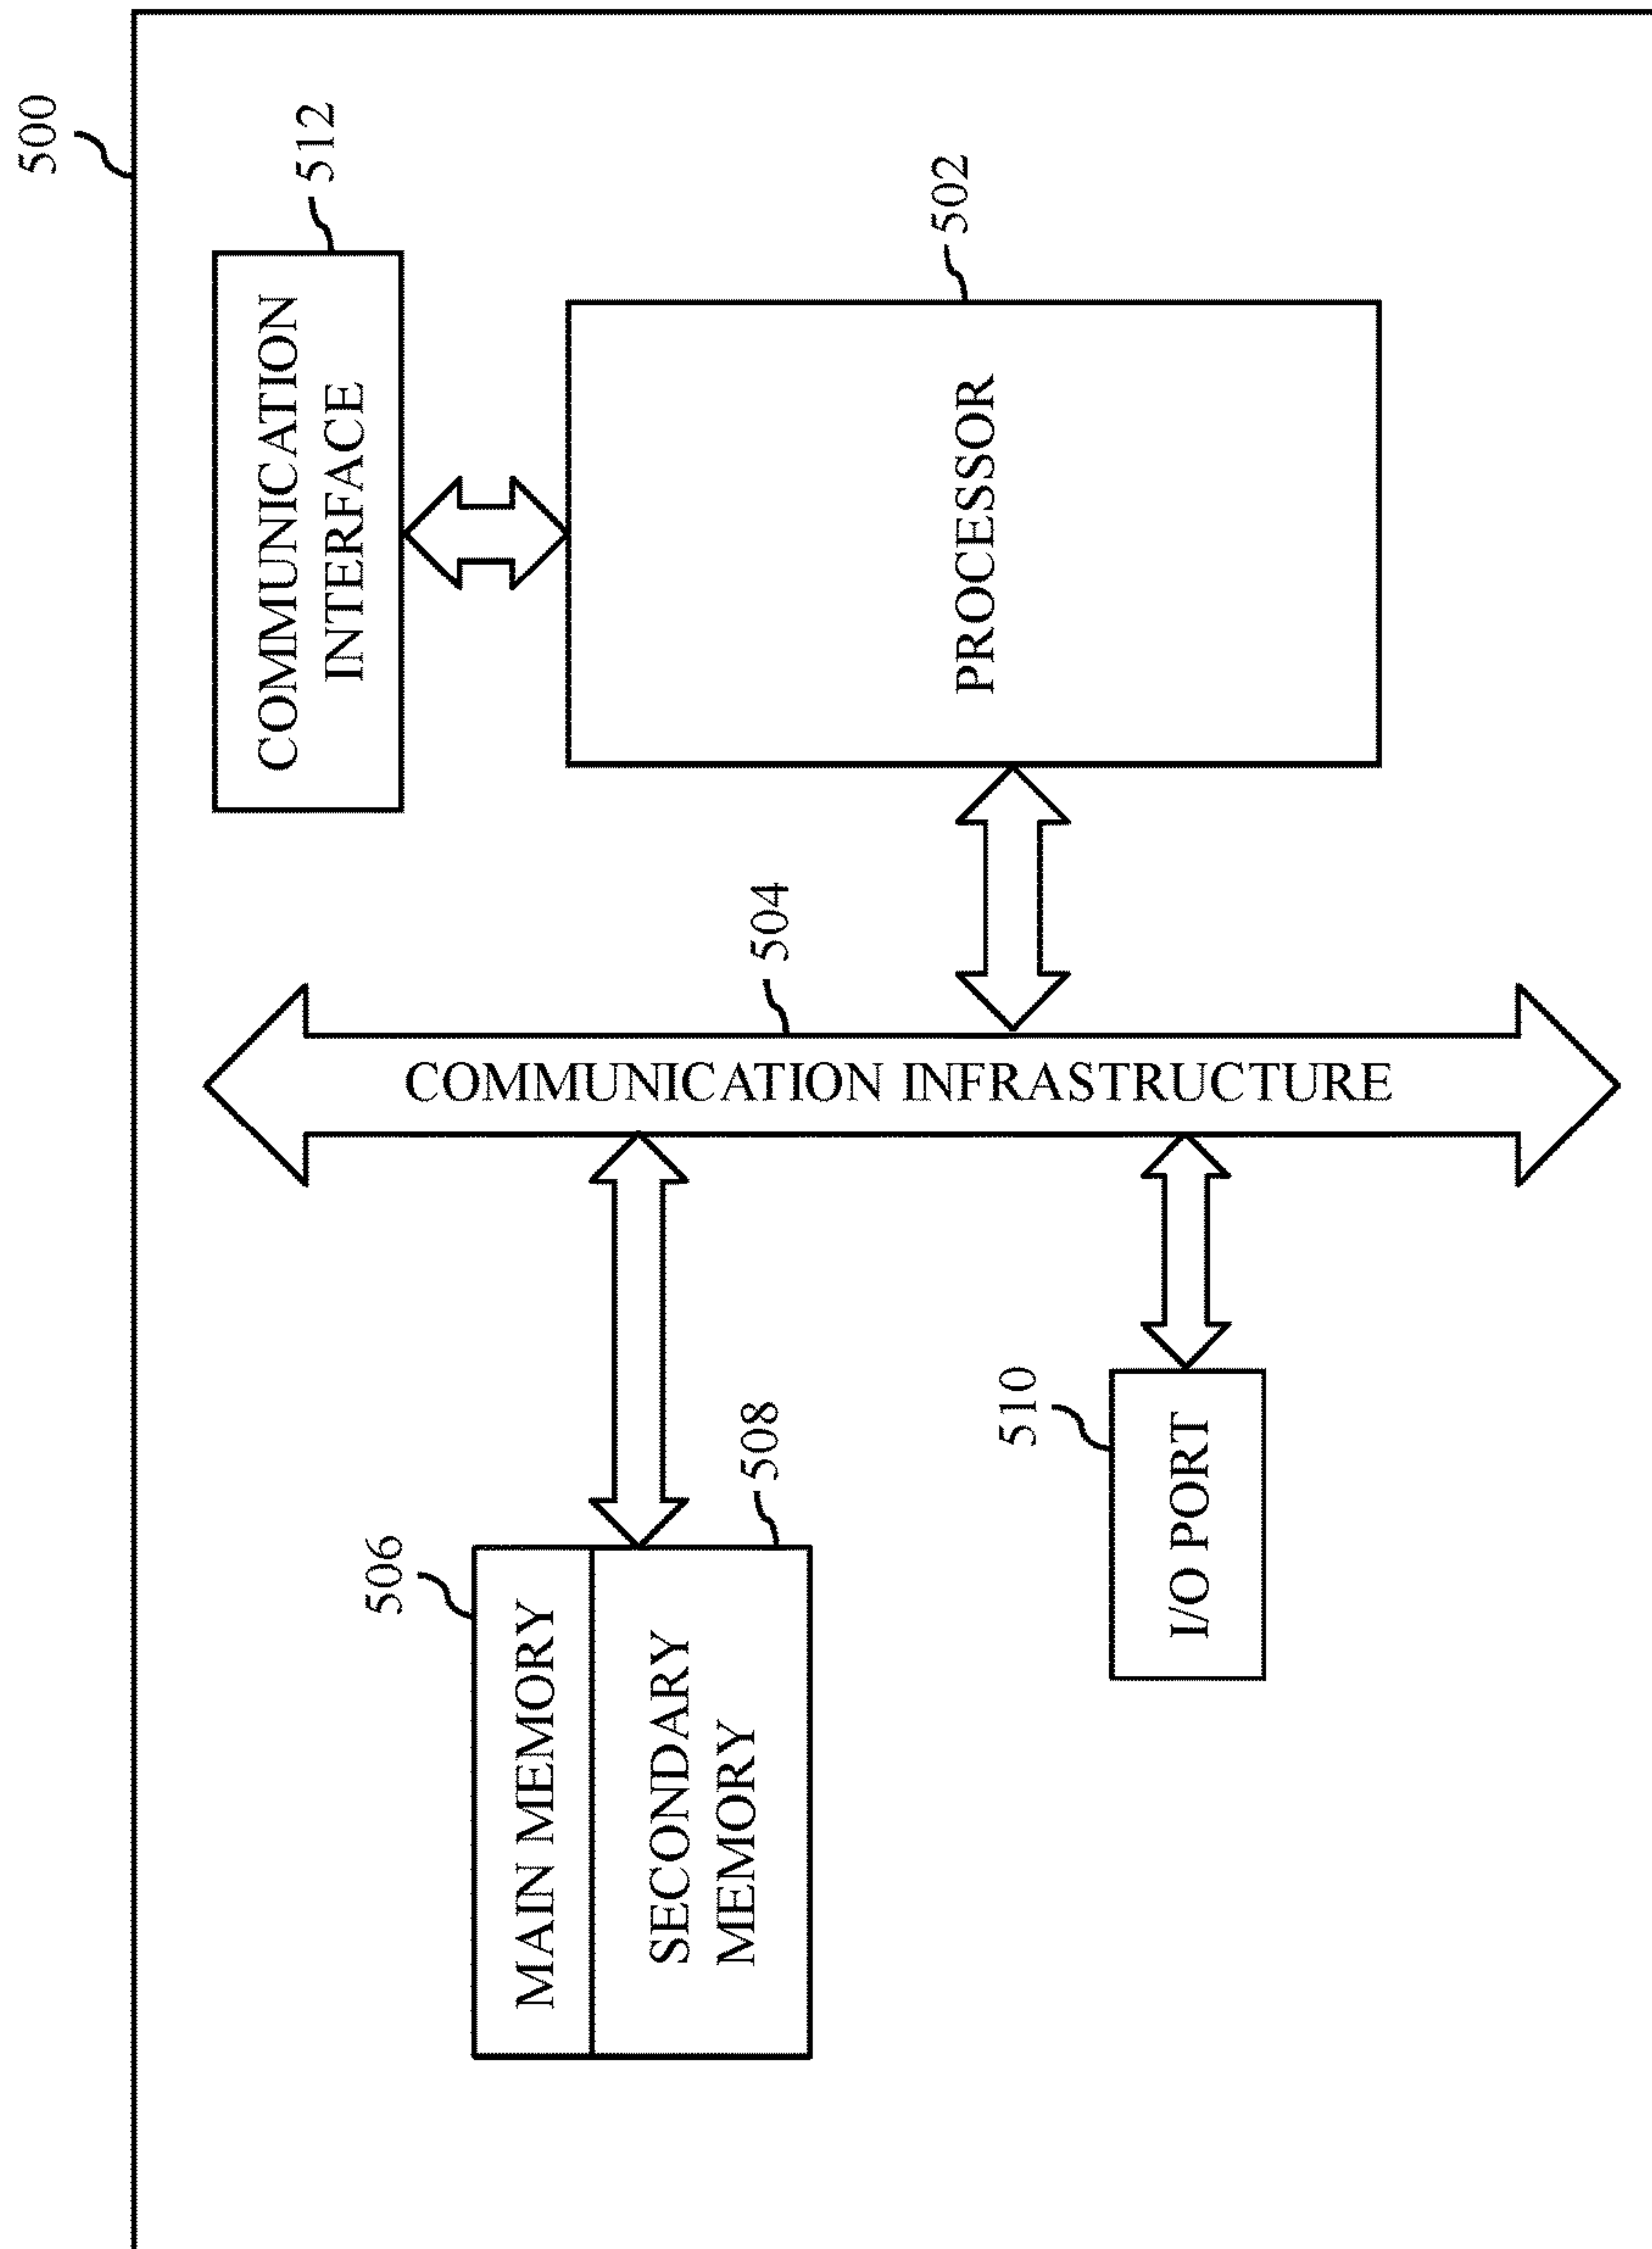 500
COMMUNICATION
INTERFACE
512
PROCESSOR
502
504
COMMUNICATION INFRASTRUCTURE
506
MAIN MEMORY
SECONDARY
MEMORY
508
510
I/O PORT